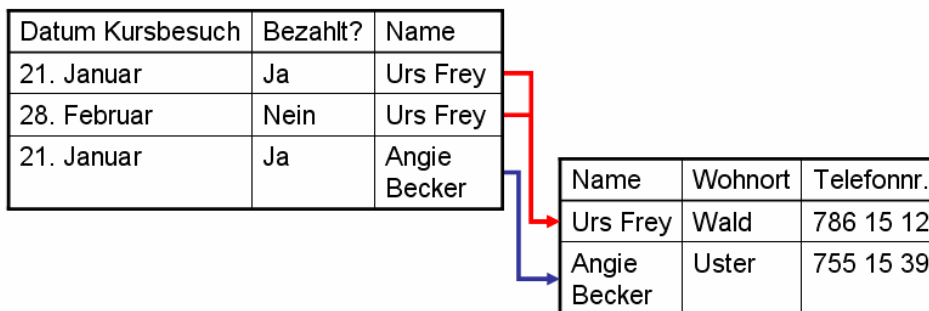 Datum Kursbesuch Bezahlt? Name
21. Januar Ja Urs Frey
28. Februar Nein Urs Frey
21. Januar Ja Angie
Becker
Name Wohnort Telefonnr.
Urs Frey Wald 786 15 12
Angie Uster 755 15 39
Becker